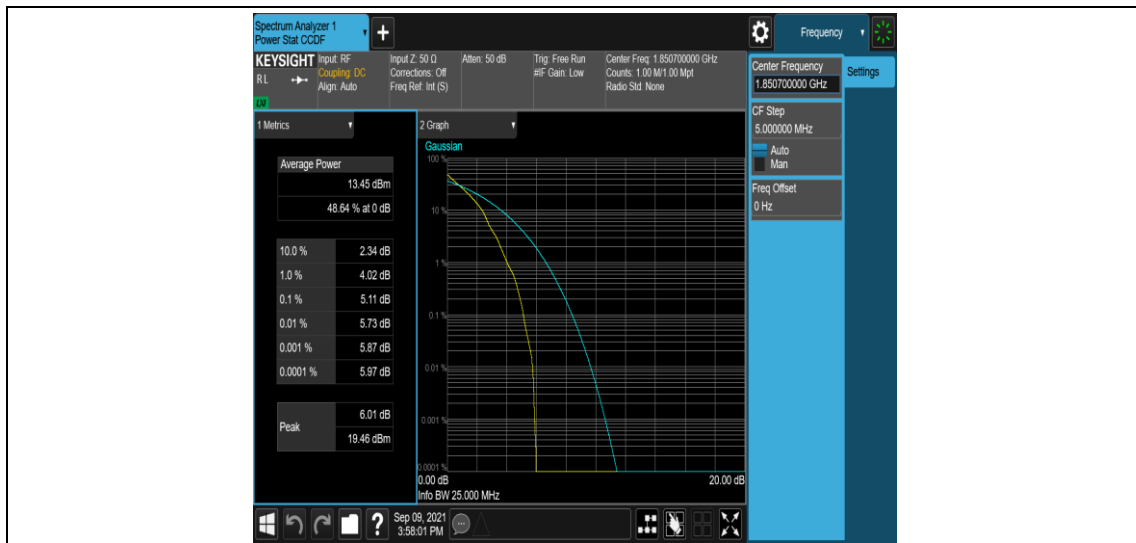 Spectrum Analyzer 1
Power Stat CCDF
+
Frequency
KEYSIGHT
Input: RF
Input Z: 50 Ω
Atten: 50 dB
Trig: Free Run
Center Freq: 1.850700000 GHz
RL
Coupling: DC
Corrections: Off
#IF Gain: Low
Counts: 1.00 M/1.00 Mpt
Align: Auto
Freq Ref: Int (S)
Radio Std: None
LXI
Center Frequency
1.850700000 GHz
Settings
CF Step
5.000000 MHz
Auto
Man
Freq Offset
0 Hz
1 Metrics
Average Power
13.45 dBm
48.64 % at 0 dB
10.0 % 2.34 dB
1.0 % 4.02 dB
0.1 % 5.11 dB
0.01 % 5.73 dB
0.001 % 5.87 dB
0.0001 % 5.97 dB
Peak
6.01 dB
19.46 dBm
2 Graph
Gaussian
100 %
10 %
1 %
0.1 %
0.01 %
0.001 %
0.0001 %
0.00 dB 20.00 dB
Info BW 25.000 MHz
?
Sep 09, 2021
3:58:01 PM